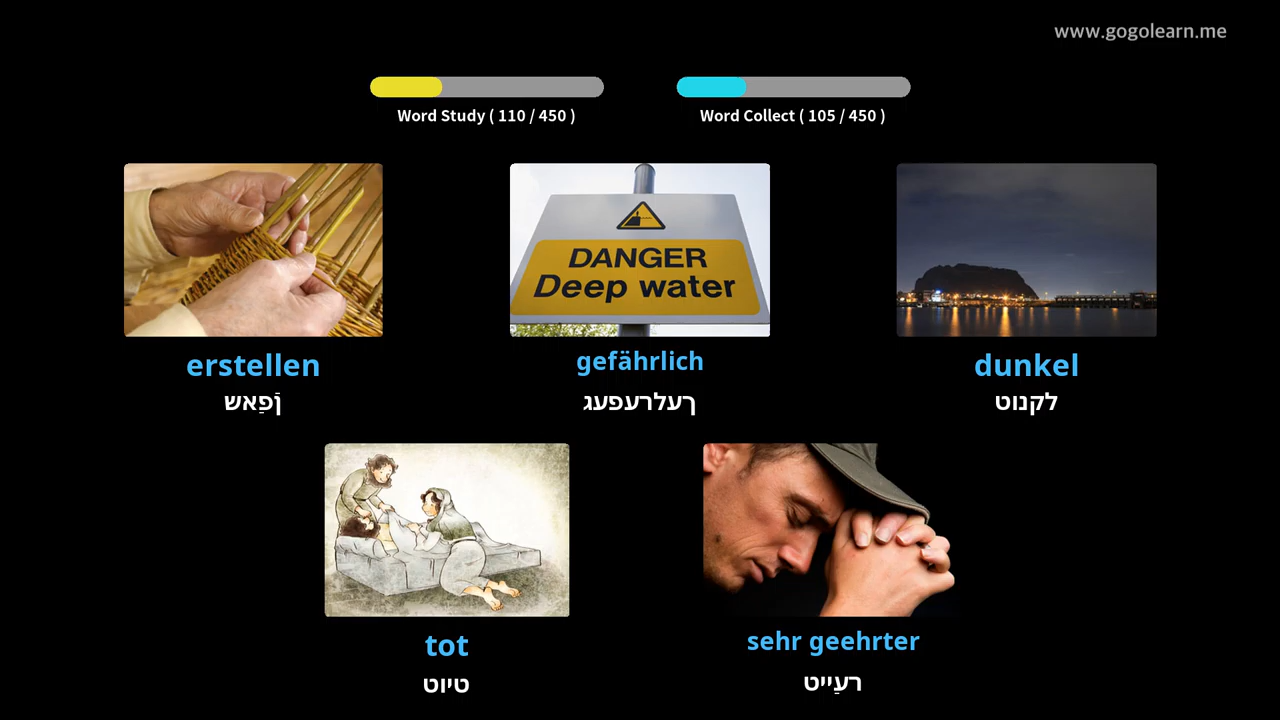 www.gogolearn.me
Word Study ( 110 / 450 )
Word Collect ( 105 / 450 )
DANGER
Deep water
erstellen
gefährlich
dunkel
ןֿפַאש
ךעלרעפעג
לקנוט
tot
sehr geehrter
טיוט
רעַייט